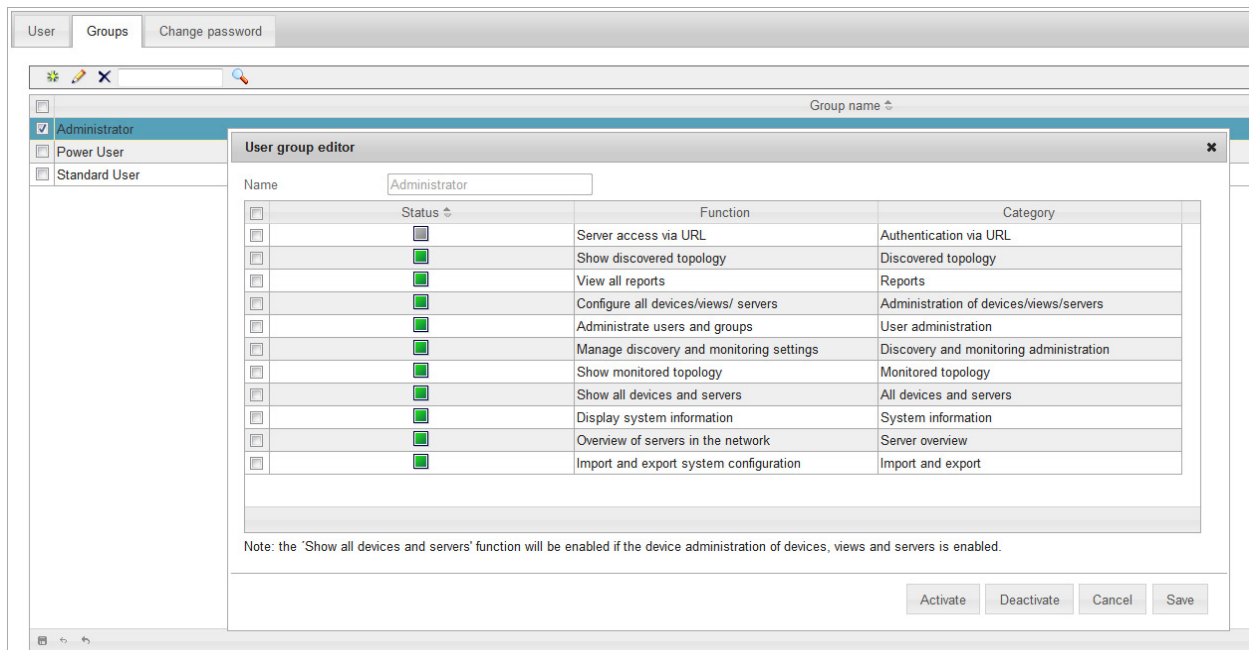 User Groups Change password
Group name
Administrator
Power User
Standard User
User group editor
Name Administrator
Status Function Category
Server access via URL Authentication via URL
Show discovered topology Discovered topology
View all reports Reports
Configure all devices/views/ servers Administration of devices/views/servers
Administrate users and groups User administration
Manage discovery and monitoring settings Discovery and monitoring administration
Show monitored topology Monitored topology
Show all devices and servers All devices and servers
Display system information System information
Overview of servers in the network Server overview
Import and export system configuration Import and export
Note: the ´Show all devices and servers' function will be enabled if the device administration of devices, views and servers is enabled.
Activate Deactivate Cancel Save